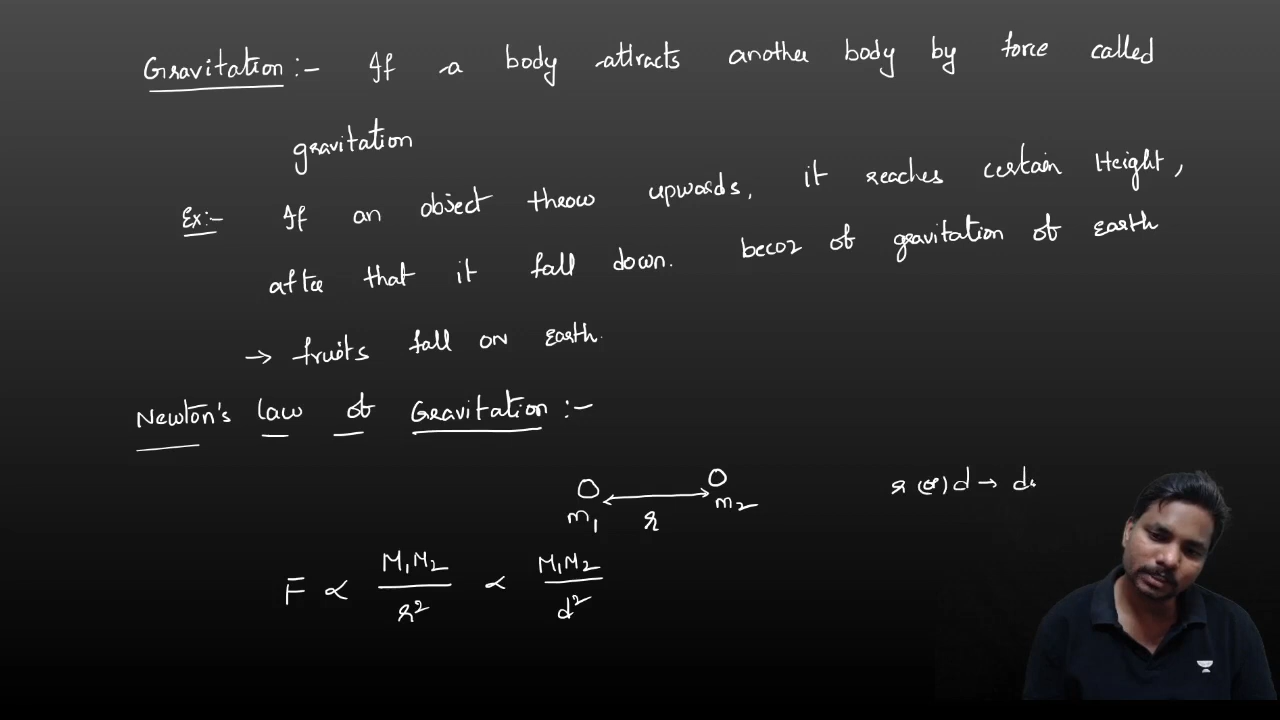 Gravitation :- If a body attracts another body by force called
gravitation
Ex:- If an object throw upwards, it reaches certain Height,
after that it fall down. becoz of gravitation of earth
→ fruits fall on Earth.
Newton's law of Gravitation :-
m₁ r m₂
r (or) d → di
F ∝ M₁M₂/r² ∝ M₁M₂/d²